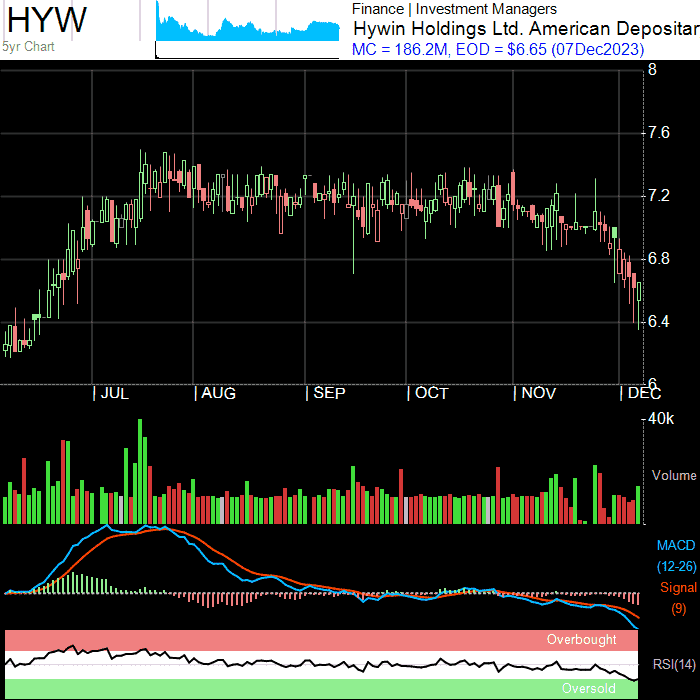 HYW
5yr Chart
Finance | Investment Managers
Hywin Holdings Ltd. American Depositar
MC = 186.2M, EOD = $6.65 (07Dec2023)
8
7.6
7.2
6.8
6.4
6
| JUL | AUG | SEP | OCT | NOV | DEC
40k
Volume
MACD
(12-26)
Signal
(9)
Overbought
RSI(14)
Oversold